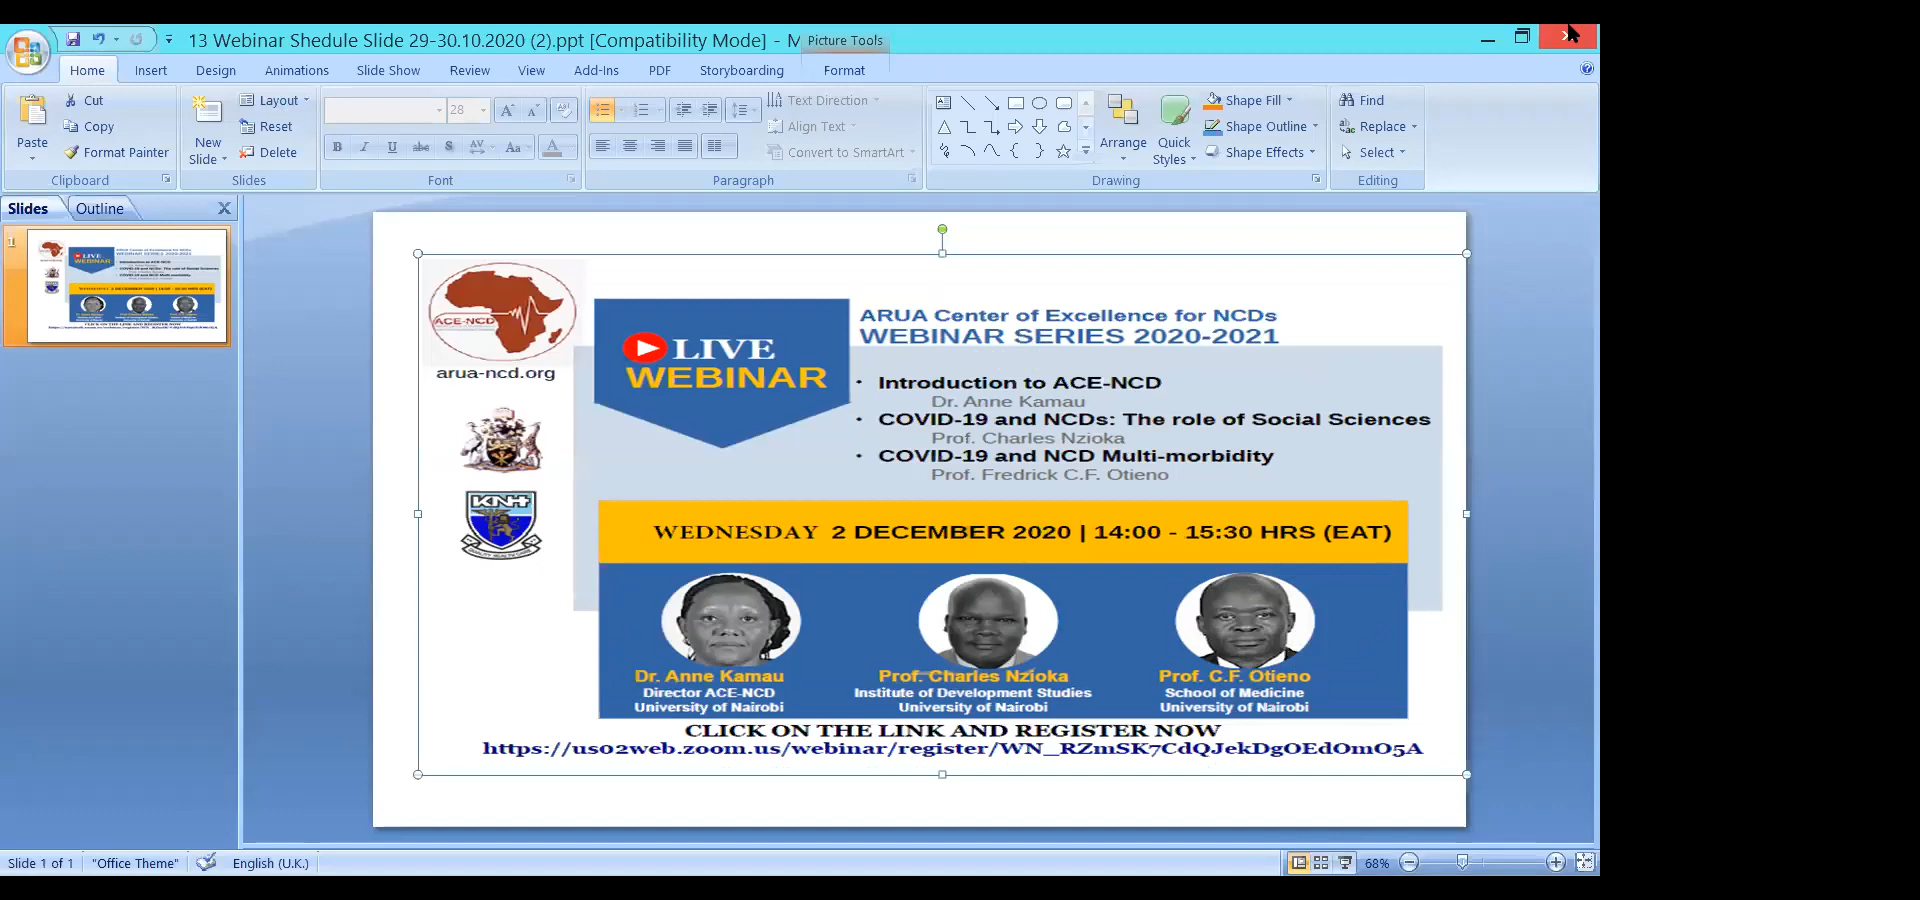 13 Webinar Shedule Slide 29-30.10.2020 (2).ppt [Compatibility Mode] - M
Picture Tools
Home Insert Design Animations Slide Show Review View Add-Ins PDF Storyboarding Format
Paste
Cut
Copy
Format Painter
Clipboard
New Slide
Layout
Reset
Delete
Slides
28
Font
Text Direction
Align Text
Convert to SmartArt
Paragraph
Arrange
Quick Styles
Shape Fill
Shape Outline
Shape Effects
Drawing
Find
Replace
Select
Editing
Slides Outline
1
ACE-NCD
arua-ncd.org
KNH
QUALITY HEALTH CARE
LIVE
WEBINAR
ARUA Center of Excellence for NCDs
WEBINAR SERIES 2020-2021
• Introduction to ACE-NCD
Dr. Anne Kamau
• COVID-19 and NCDs: The role of Social Sciences
Prof. Charles Nzioka
• COVID-19 and NCD Multi-morbidity
Prof. Fredrick C.F. Otieno
WEDNESDAY 2 DECEMBER 2020 | 14:00 - 15:30 HRS (EAT)
Dr. Anne Kamau
Director ACE-NCD
University of Nairobi
Prof. Charles Nzioka
Institute of Development Studies
University of Nairobi
Prof. C.F. Otieno
School of Medicine
University of Nairobi
CLICK ON THE LINK AND REGISTER NOW
https://us02web.zoom.us/webinar/register/WN_RZmSK7CdQJekDgOEdOmO5A
Slide 1 of 1 "Office Theme" English (U.K.) 68%